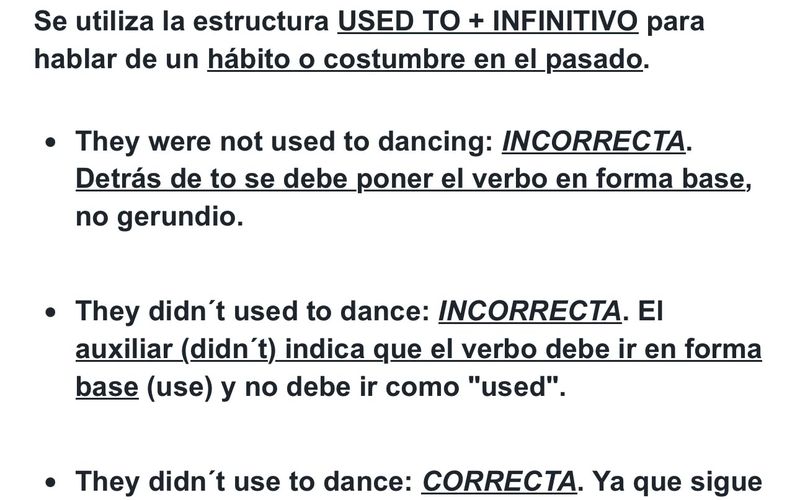 Se utiliza la estructura USED TO + INFINITIVO para
hablar de un hábito o costumbre en el pasado.
• They were not used to dancing: INCORRECTA.
Detrás de to se debe poner el verbo en forma base,
no gerundio.
• They didn´t used to dance: INCORRECTA. El
auxiliar (didn´t) indica que el verbo debe ir en forma
base (use) y no debe ir como "used".
• They didn´t use to dance: CORRECTA. Ya que sigue